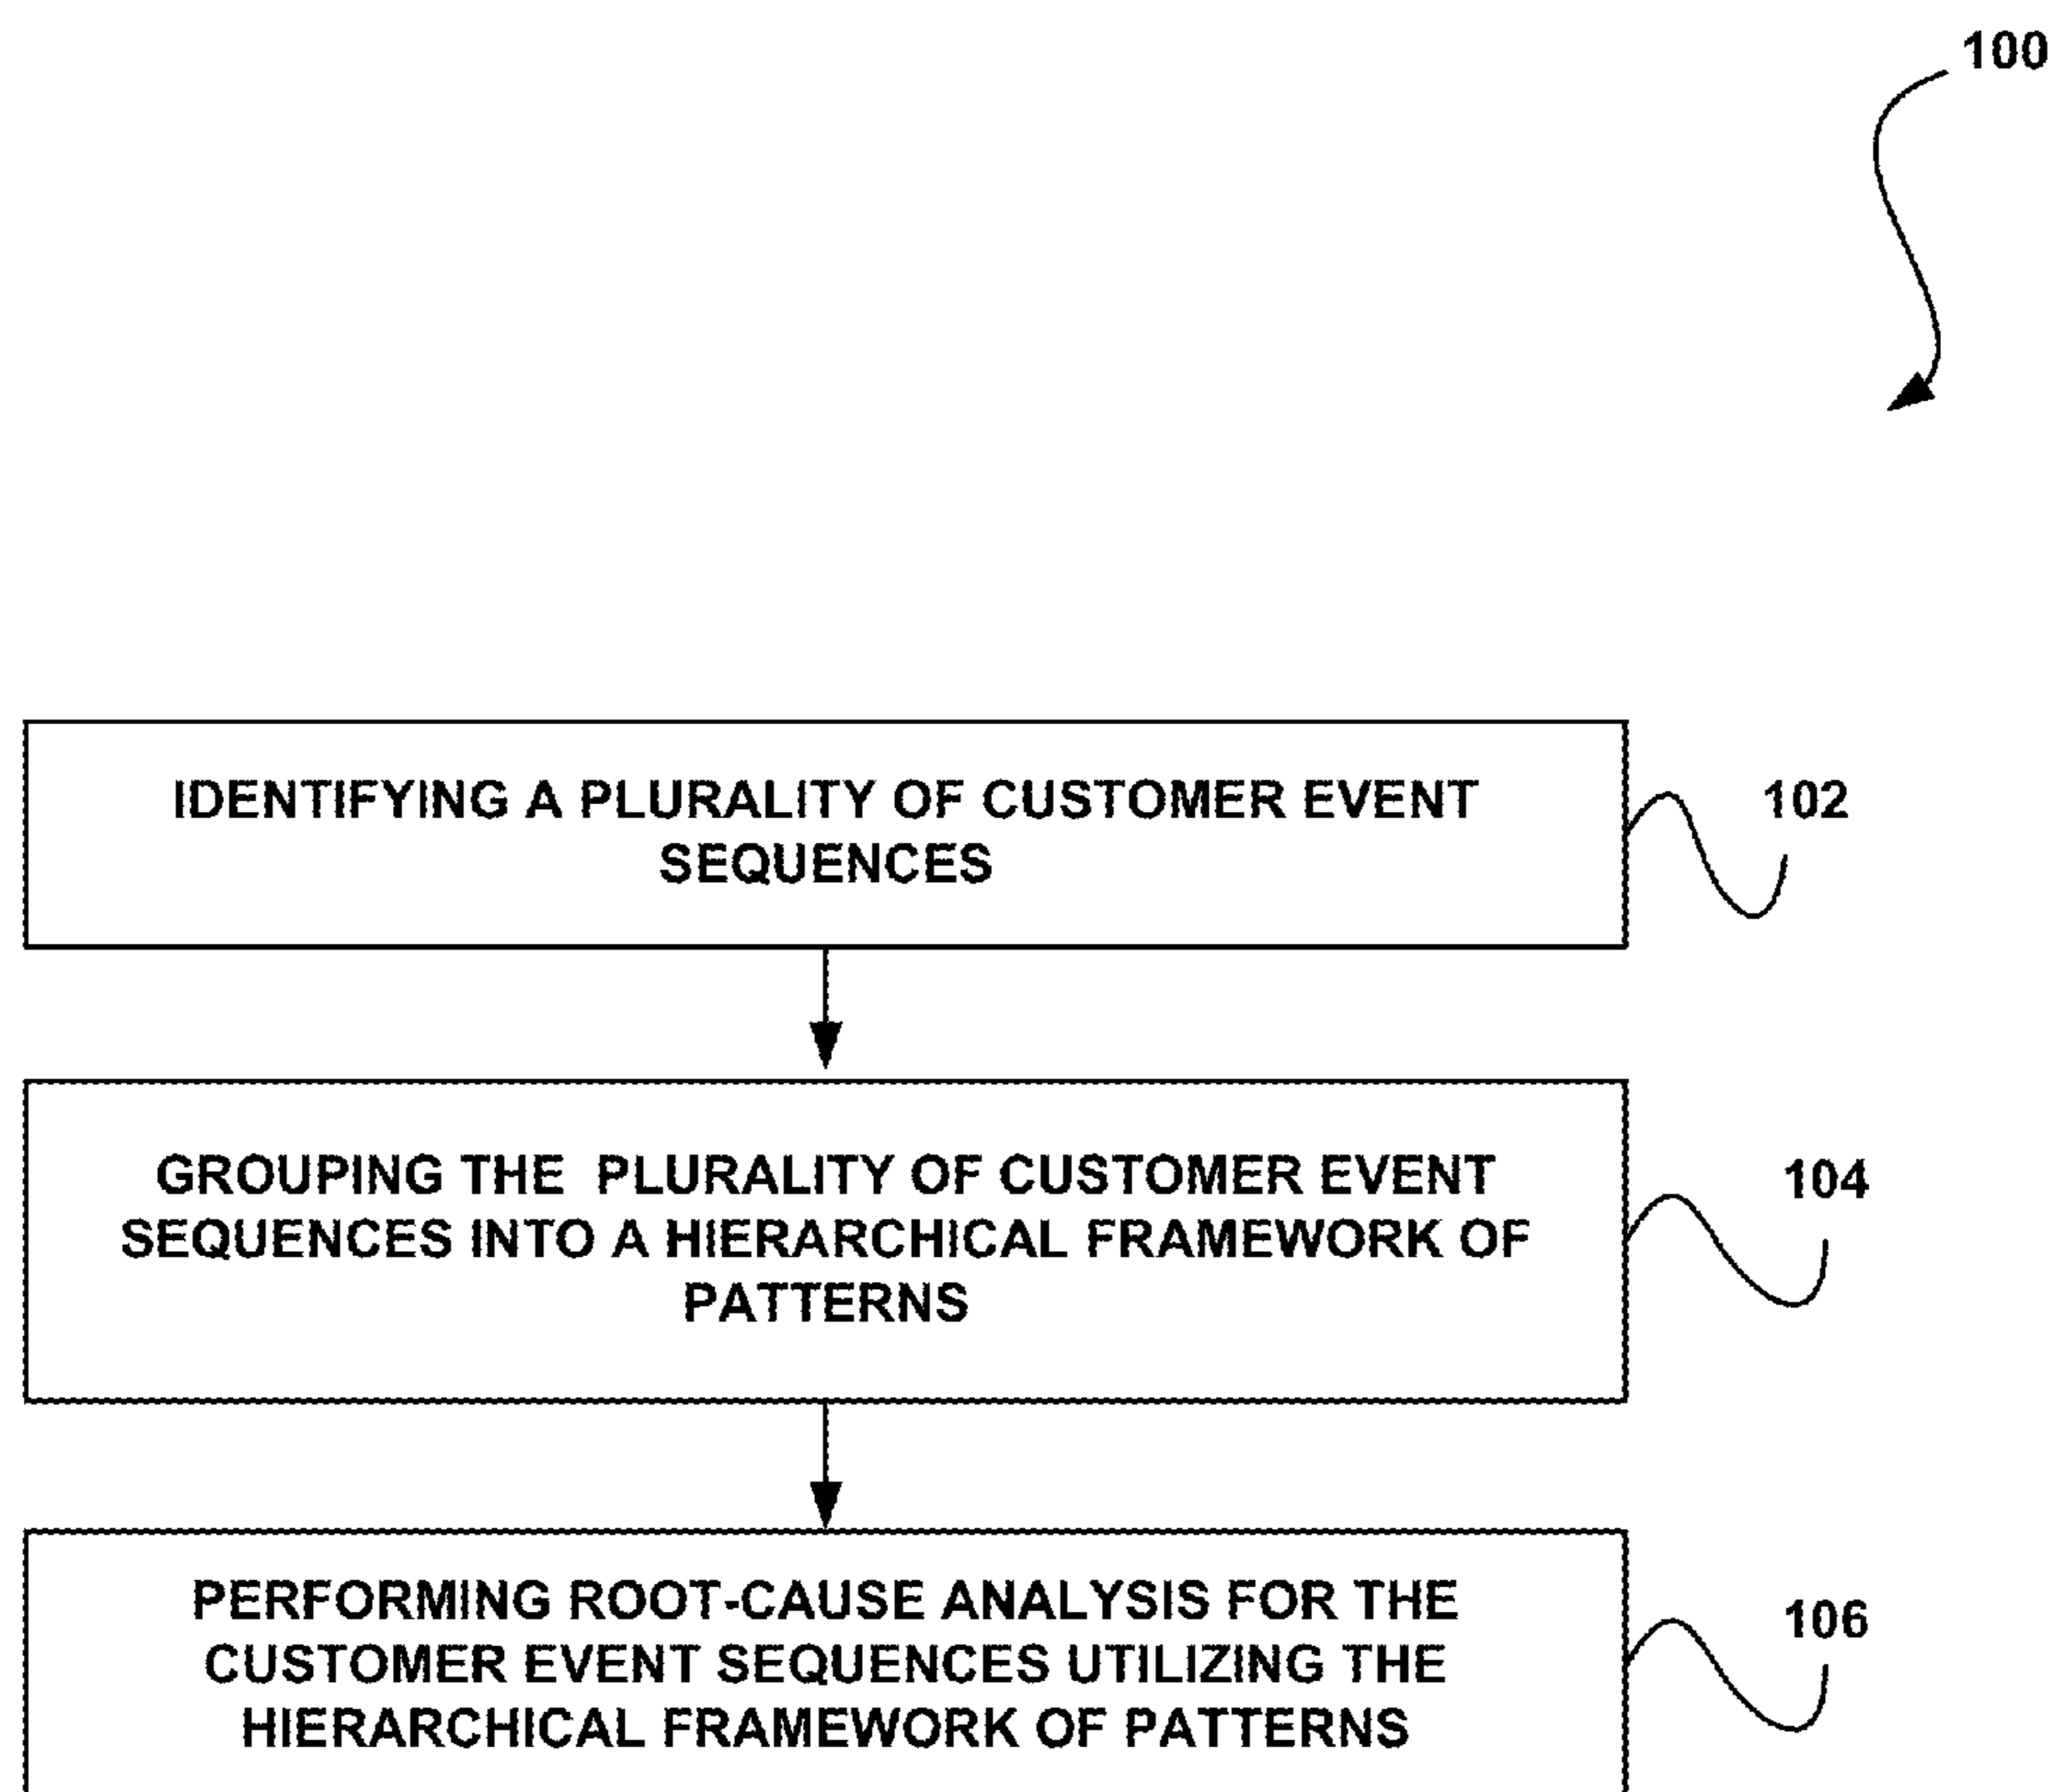 100
IDENTIFYING A PLURALITY OF CUSTOMER EVENT
SEQUENCES
102
GROUPING THE PLURALITY OF CUSTOMER EVENT
SEQUENCES INTO A HIERARCHICAL FRAMEWORK OF
PATTERNS
104
PERFORMING ROOT-CAUSE ANALYSIS FOR THE
CUSTOMER EVENT SEQUENCES UTILIZING THE
HIERARCHICAL FRAMEWORK OF PATTERNS
106